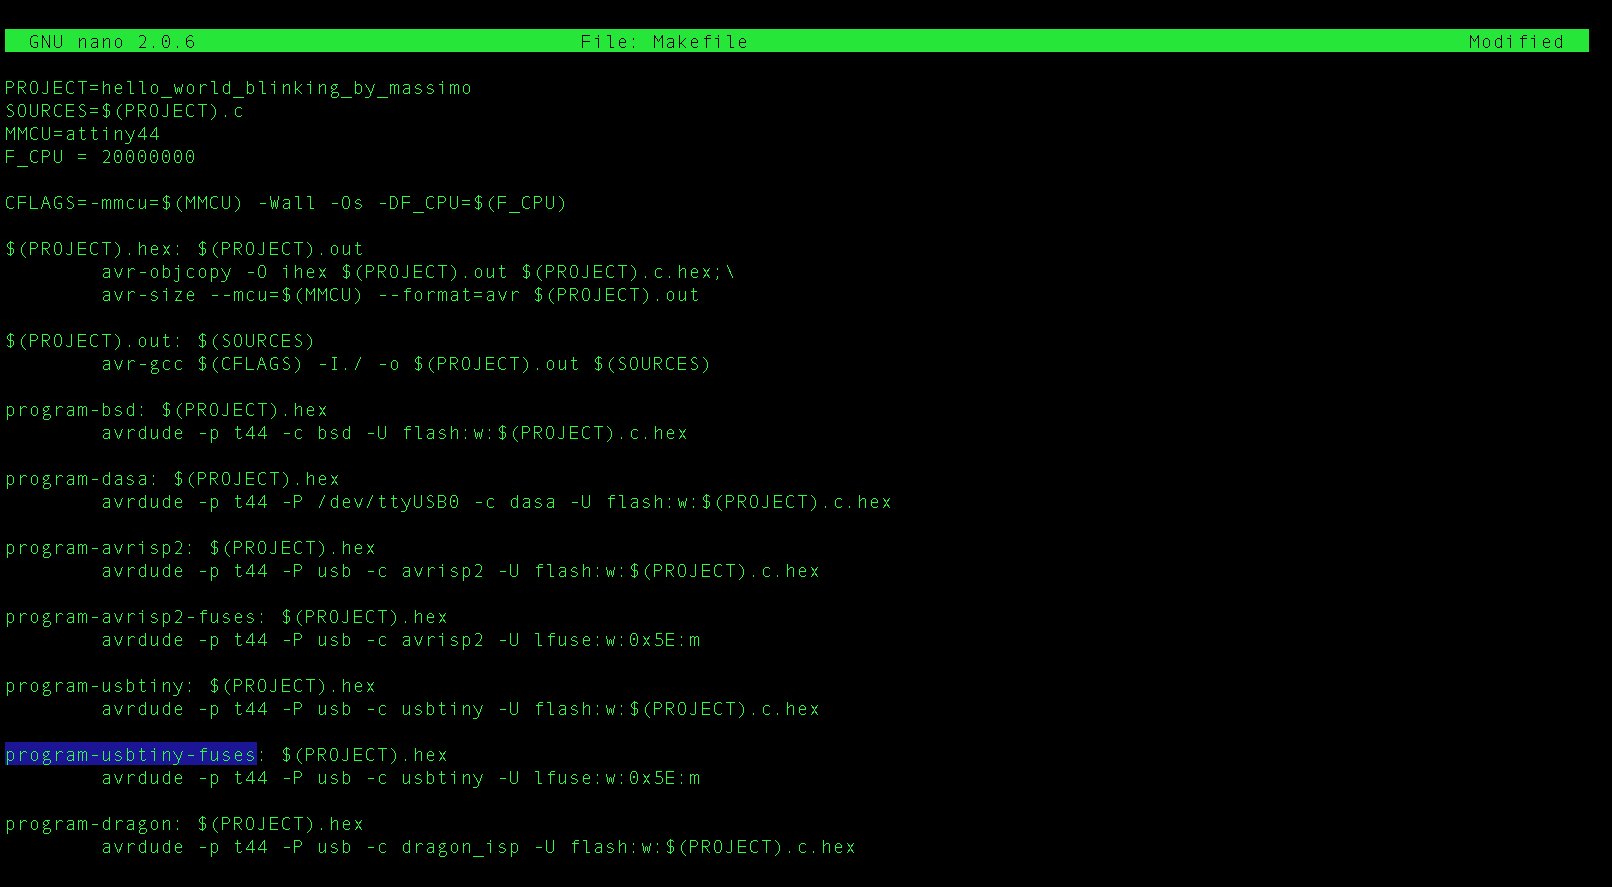 GNU nano 2.0.6 File: Makefile Modified
PROJECT=hello_world_blinking_by_massimo
SOURCES=$(PROJECT).c
MMCU=attiny44
F_CPU = 20000000
CFLAGS=-mmcu=$(MMCU) -Wall -Os -DF_CPU=$(F_CPU)
$(PROJECT).hex: $(PROJECT).out
avr-objcopy -O ihex $(PROJECT).out $(PROJECT).c.hex;\
avr-size --mcu=$(MMCU) --format=avr $(PROJECT).out
$(PROJECT).out: $(SOURCES)
avr-gcc $(CFLAGS) -I./ -o $(PROJECT).out $(SOURCES)
program-bsd: $(PROJECT).hex
avrdude -p t44 -c bsd -U flash:w:$(PROJECT).c.hex
program-dasa: $(PROJECT).hex
avrdude -p t44 -P /dev/ttyUSB0 -c dasa -U flash:w:$(PROJECT).c.hex
program-avrisp2: $(PROJECT).hex
avrdude -p t44 -P usb -c avrisp2 -U flash:w:$(PROJECT).c.hex
program-avrisp2-fuses: $(PROJECT).hex
avrdude -p t44 -P usb -c avrisp2 -U lfuse:w:0x5E:m
program-usbtiny: $(PROJECT).hex
avrdude -p t44 -P usb -c usbtiny -U flash:w:$(PROJECT).c.hex
program-usbtiny-fuses: $(PROJECT).hex
avrdude -p t44 -P usb -c usbtiny -U lfuse:w:0x5E:m
program-dragon: $(PROJECT).hex
avrdude -p t44 -P usb -c dragon_isp -U flash:w:$(PROJECT).c.hex